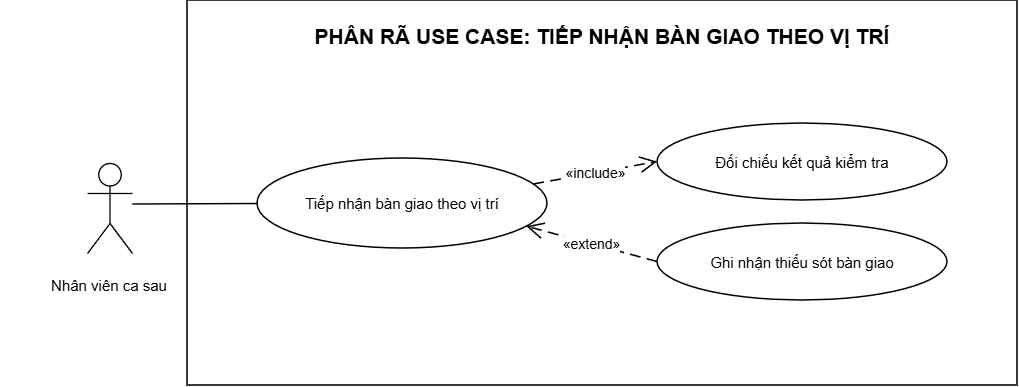 PHÂN RÃ USE CASE: TIẾP NHẬN BÀN GIAO THEO VỊ TRÍ
Đối chiếu kết quả kiểm tra
«include»
Tiếp nhận bàn giao theo vị trí
«extend»
Ghi nhận thiếu sót bàn giao
Nhân viên ca sau